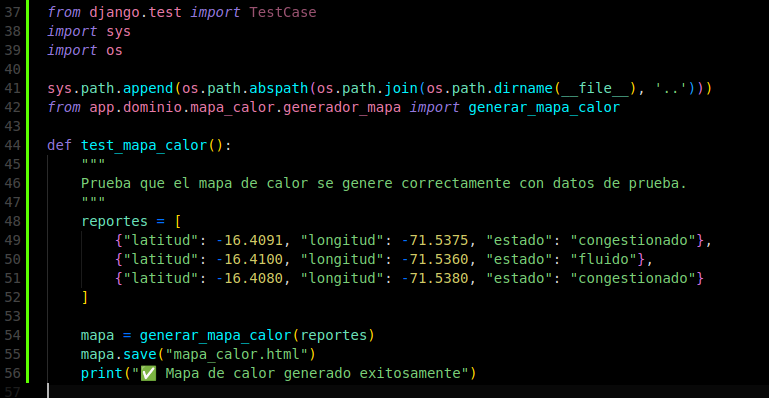 37 from django.test import TestCase
38 import sys
39 import os
40
41 sys.path.append(os.path.abspath(os.path.join(os.path.dirname(__file__), '..')))
42 from app.dominio.mapa_calor.generador_mapa import generar_mapa_calor
43
44 def test_mapa_calor():
45     """
46     Prueba que el mapa de calor se genere correctamente con datos de prueba.
47     """
48     reportes = [
49         {"latitud": -16.4091, "longitud": -71.5375, "estado": "congestionado"},
50         {"latitud": -16.4100, "longitud": -71.5360, "estado": "fluido"},
51         {"latitud": -16.4080, "longitud": -71.5380, "estado": "congestionado"}
52     ]
53
54     mapa = generar_mapa_calor(reportes)
55     mapa.save("mapa_calor.html")
56     print("✅ Mapa de calor generado exitosamente")
57